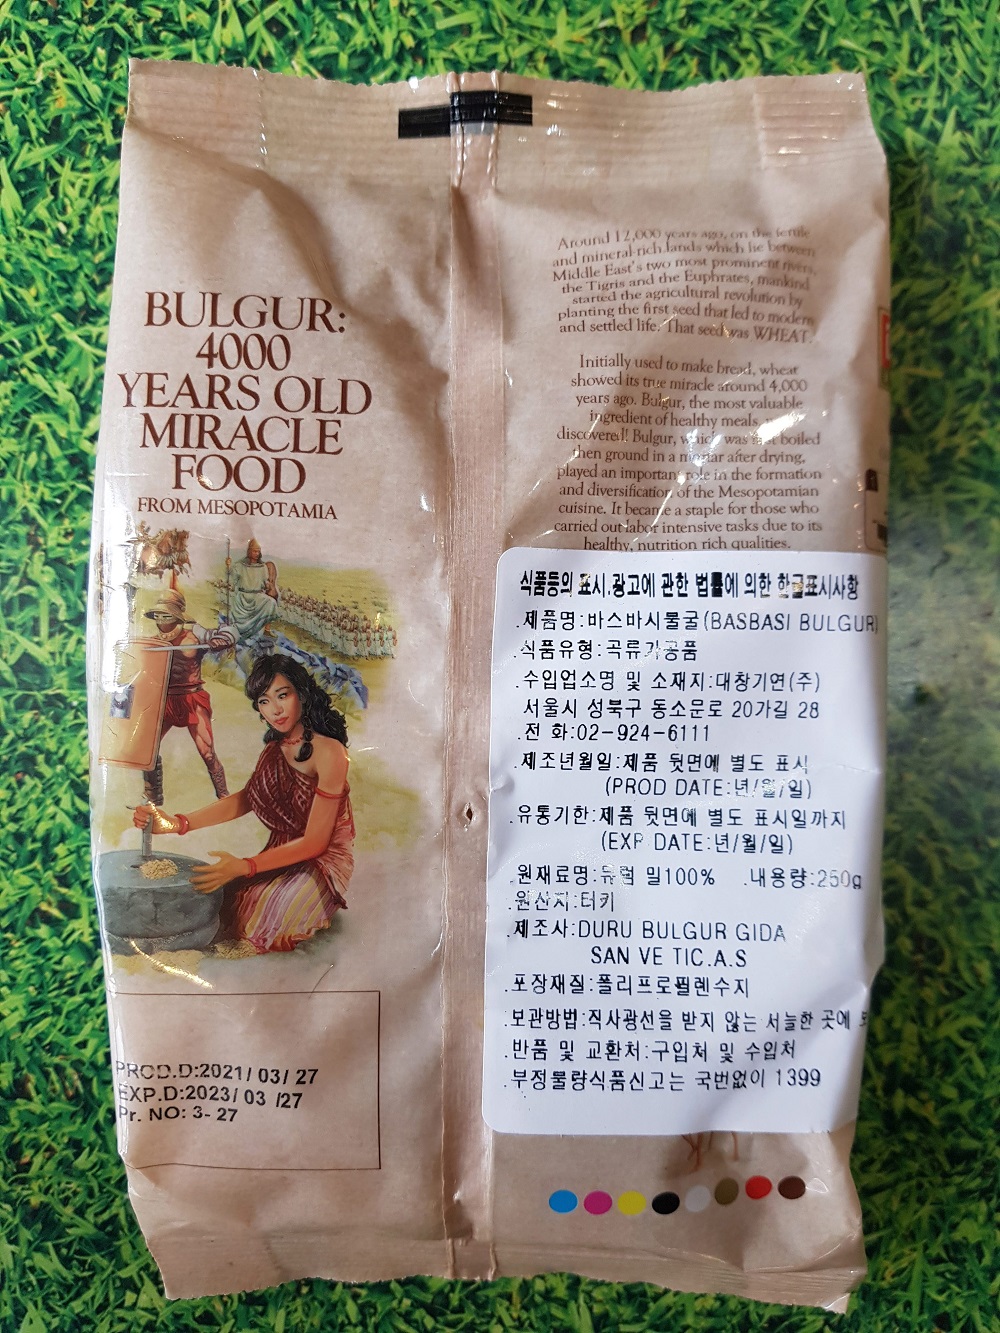 BULGUR:
4000
YEARS OLD
MIRACLE
FOOD
FROM MESOPOTAMIA
PROD.D:2021/ 03/ 27
EXP.D:2023/ 03 /27
Pr. NO: 3- 27
Around 12,000 years ago, on the fertile
and mineral-rich lands which lie between
Middle East's two most prominent rivers,
the Tigris and the Euphrates, mankind
started the agricultural revolution by
planting the first seed that led to modern
and settled life. That seed was WHEAT.
Initially used to make bread, wheat
showed its true miracle around 4,000
years ago. Bulgur, the most valuable
ingredient of healthy meals
discovered! Bulgur, which was first boiled
then ground in a mortar after drying,
played an important role in the formation
and diversification of the Mesopotamian
cuisine. It became a staple for those who
carried out labor intensive tasks due to its
healthy, nutrition rich qualities.
식품등의 표시.광고에 관한 법률에 의한 한글표시사항
.제품명:바스바시불굴(BASBASI BULGUR)
.식품유형:곡류가공품
.수입업소명 및 소재지:대창기연(주)
서울시 성북구 동소문로 20가길 28
.전 화:02-924-6111
.제조년월일:제품 뒷면에 별도 표시
(PROD DATE:년/월/일)
.유통기한:제품 뒷면에 별도 표시일까지
(EXP DATE:년/월/일)
.원재료명:듀럼 밀100% .내용량:250g
.원산지:터키
.제조사:DURU BULGUR GIDA
SAN VE TIC.A.S
.포장재질:폴리프로필렌수지
.보관방법:직사광선을 받지 않는 서늘한 곳에
.반품 및 교환처:구입처 및 수입처
.부정불량식품신고는 국번없이 1399